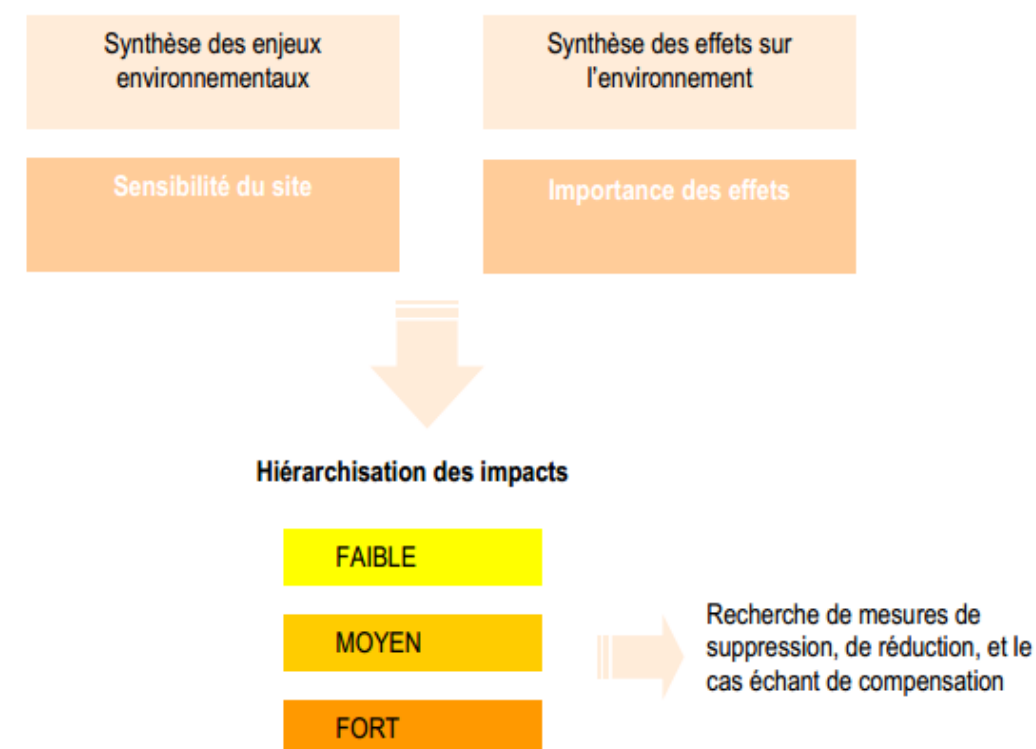 Synthèse des enjeux
environnementaux
Synthèse des effets sur
l'environnement
Sensibilité du site
Importance des effets
Hiérarchisation des impacts
FAIBLE
MOYEN
FORT
Recherche de mesures de
suppression, de réduction, et le
cas échant de compensation